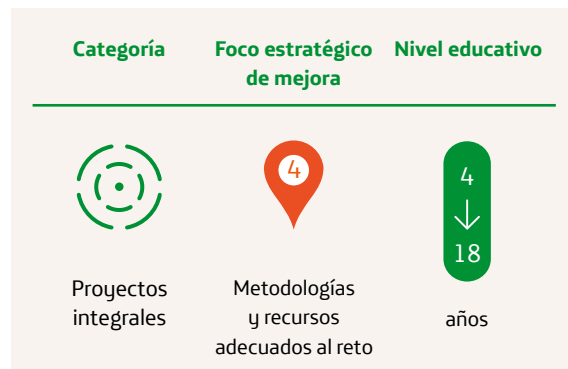 Categoría
Foco estratégico
de mejora
Nivel educativo
4
4
18
Proyectos
integrales
Metodologías
y recursos
adecuados al reto
años